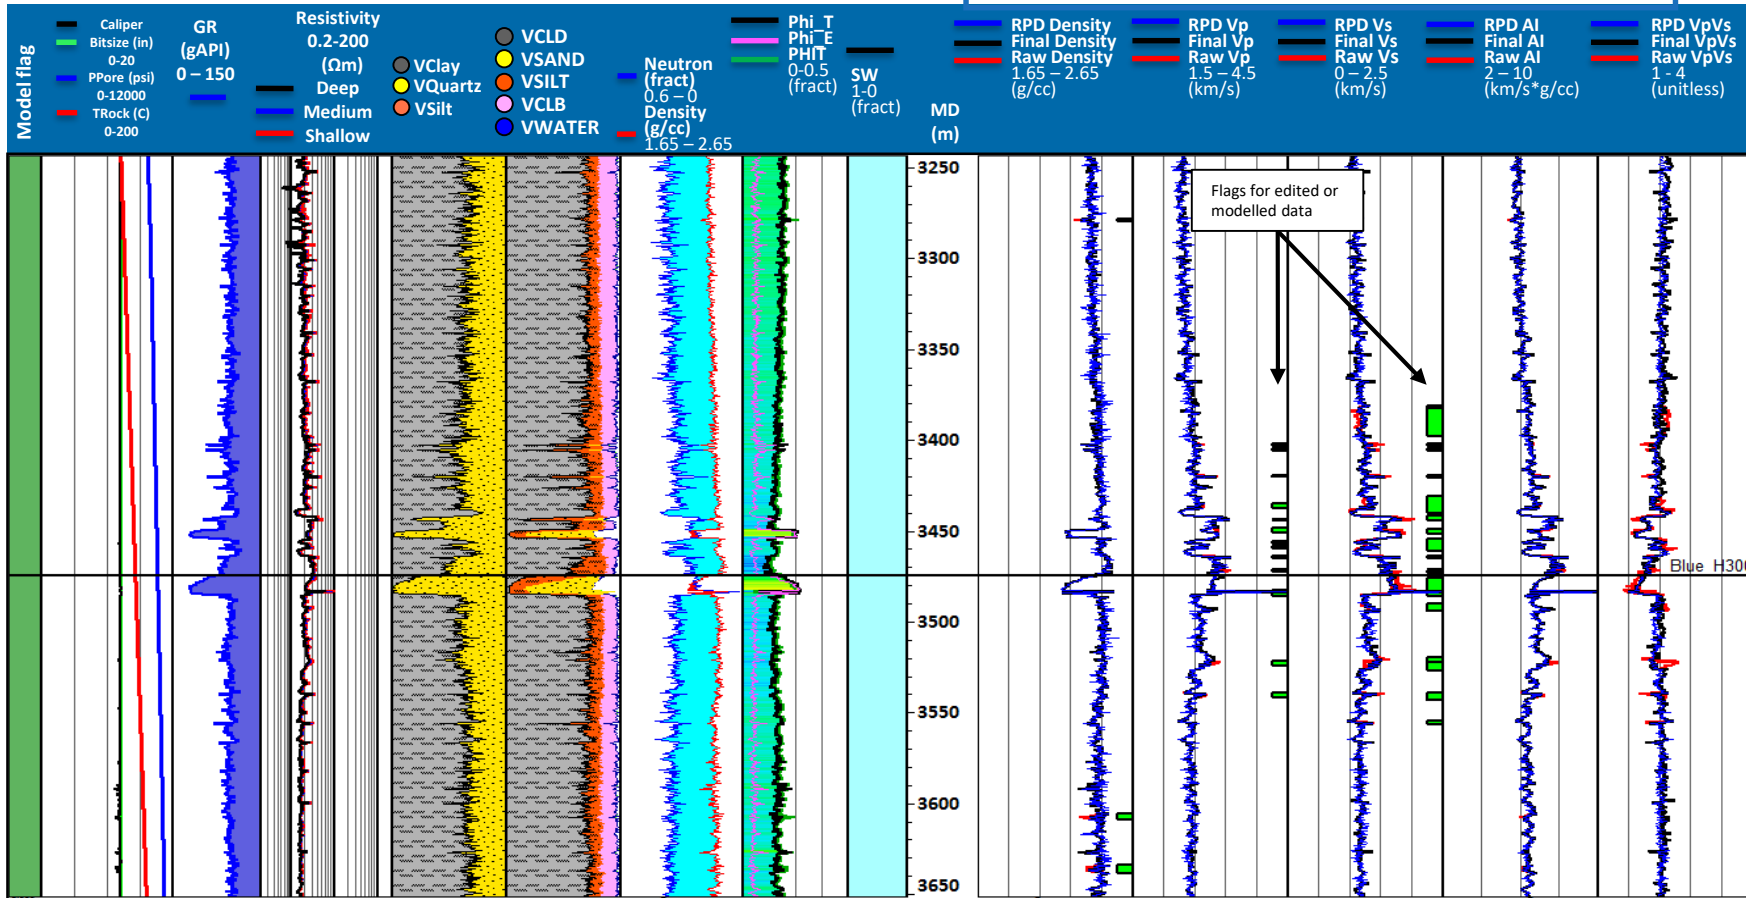 Model flag
Caliper
Bitsize (in)
0-20
PPore (psi)
0-12000
TRock (C)
0-200
GR
(gAPI)
0 – 150
Resistivity
0.2-200
(Ωm)
Deep
Medium
Shallow
VClay
VQuartz
VSilt
VCLD
VSAND
VSILT
VCLB
VWATER
Neutron
(fract)
0.6 – 0
Density
(g/cc)
1.65 – 2.65
Phi_T
Phi_E
PHIT
0-0.5
(fract)
SW
1-0
(fract)
MD
(m)
RPD Density
Final Density
Raw Density
1.65 – 2.65
(g/cc)
RPD Vp
Final Vp
Raw Vp
1.5 – 4.5
(km/s)
RPD Vs
Final Vs
Raw Vs
0 – 2.5
(km/s)
RPD AI
Final AI
Raw AI
2 – 10
(km/s*g/cc)
RPD VpVs
Final VpVs
Raw VpVs
1 - 4
(unitless)
Flags for edited or
modelled data
3250
3300
3350
3400
3450
3500
3550
3600
3650
Blue H300